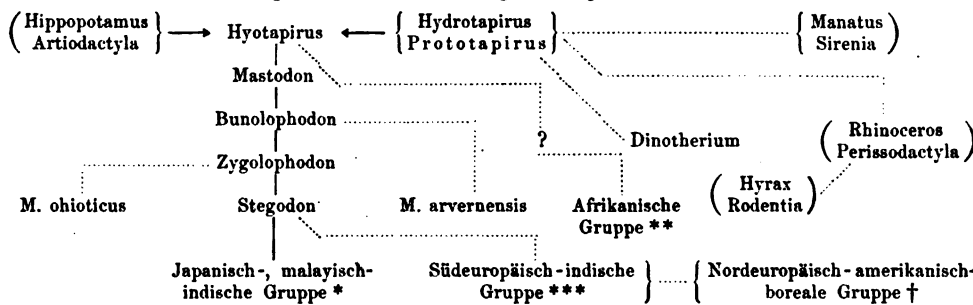 (Hippopotamus Artiodactyla} → Hyotapirus ← {Hydrotapirus Prototapirus} {Manatus Sirenia)
Mastodon
Bunolophodon
? Dinotherium (Rhinoceros Perissodactyla)
Zygolophodon
(Hyrax Rodentia)
M. ohioticus Stegodon M. arvernensis Afrikanische Gruppe **
Japanisch-, malayisch- Südeuropäisch-indische Nordeuropäisch-amerikanisch-
indische Gruppe * Gruppe *** boreale Gruppe †